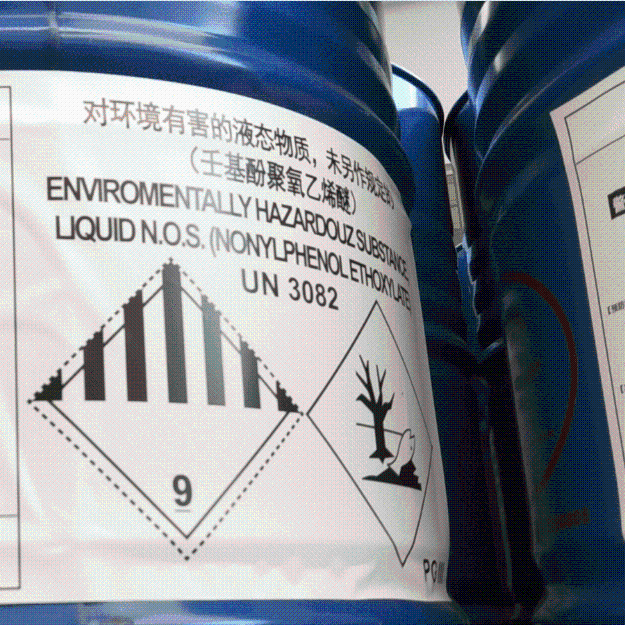 对环境有害的液态物质，未另作规定的
（壬基酚聚氧乙烯醚）
ENVIROMENTALLY HAZARDOUZ SUBSTANCE,
LIQUID N.O.S. (NONYLPHENOL ETHOXYLATE)
UN 3082
9